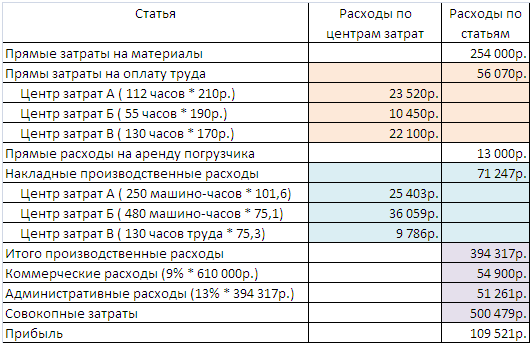 Статья Расходы по центрам затрат Расходы по статьям
Прямые затраты на материалы 254 000р.
Прямы затраты на оплату труда 56 070р.
Центр затрат А ( 112 часов * 210р.) 23 520р.
Центр затрат Б ( 55 часов * 190р.) 10 450р.
Центр затрат В ( 130 часов * 170р.) 22 100р.
Прямые расходы на аренду погрузчика 13 000р.
Накладные производственные расходы 71 247р.
Центр затрат А ( 250 машино-часов * 101,6) 25 403р.
Центр затрат Б ( 480 машино-часов * 75,1) 36 059р.
Центр затрат В ( 130 часов труда * 75,3) 9 786р.
Итого производственные расходы 394 317р.
Коммерческие расходы (9% * 610 000р.) 54 900р.
Административные расходы (13% * 394 317р.) 51 261р.
Совокопные затраты 500 479р.
Прибыль 109 521р.